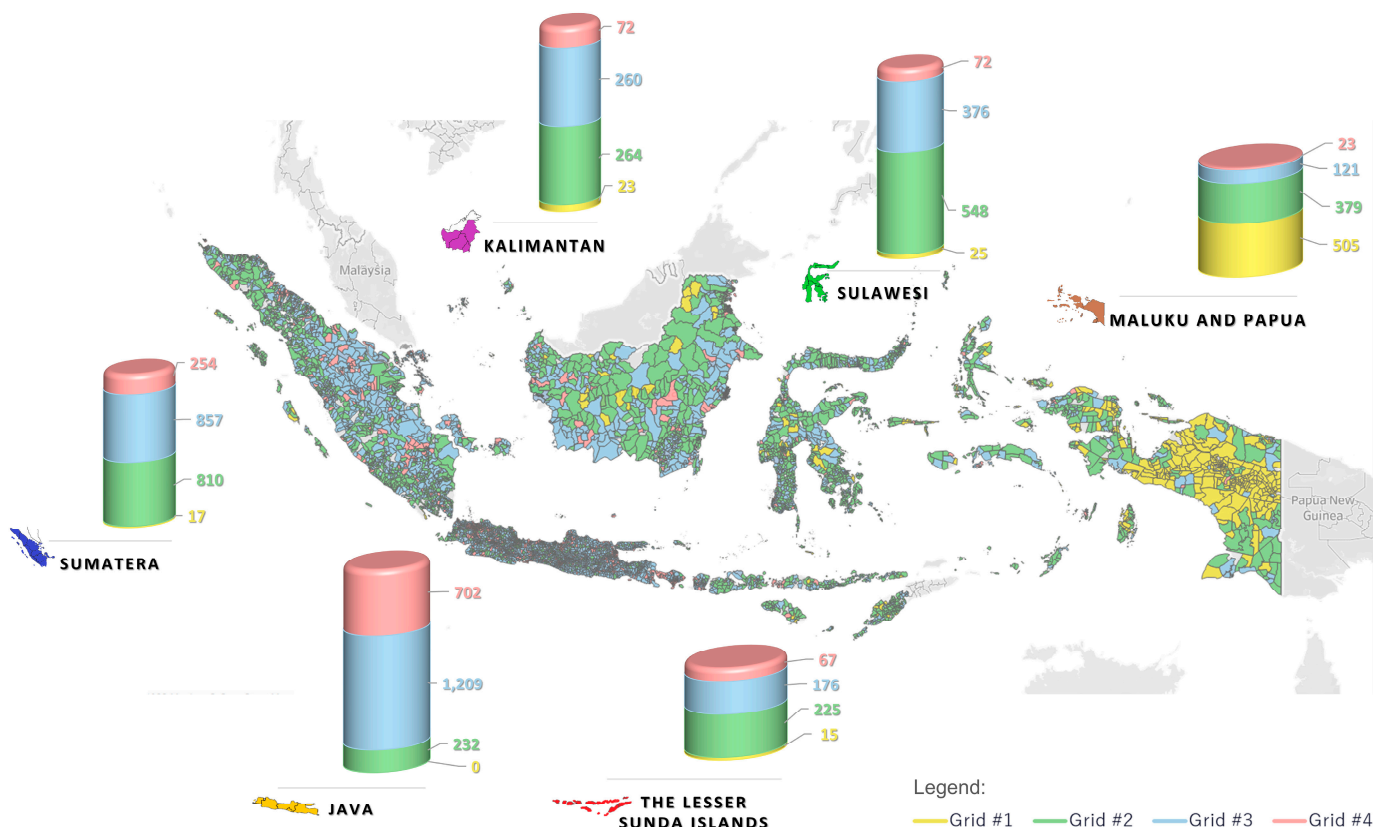 72
260
264
23
KALIMANTAN
72
376
548
25
SULAWESI
23
121
379
505
MALUKU AND PAPUA
Malaysia
254
857
810
17
SUMATERA
Papua New
Guinea
702
1,209
232
0
JAVA
67
176
225
15
THE LESSER
SUNDA ISLANDS
Legend:
Grid #1 Grid #2 Grid #3 Grid #4